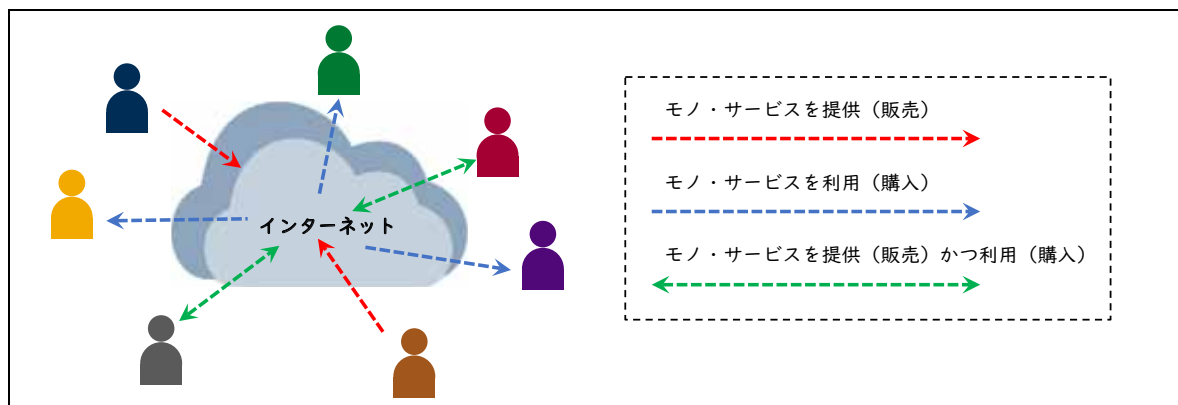 インターネット
モノ・サービスを提供（販売）
モノ・サービスを利用（購入）
モノ・サービスを提供（販売）かつ利用（購入）